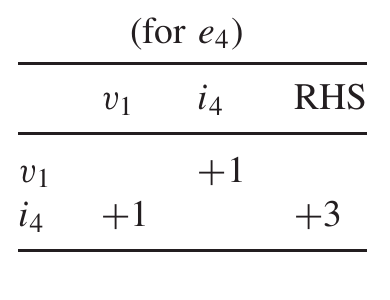 (for e4)
v1 i4 RHS
v1 +1
i4 +1 +3